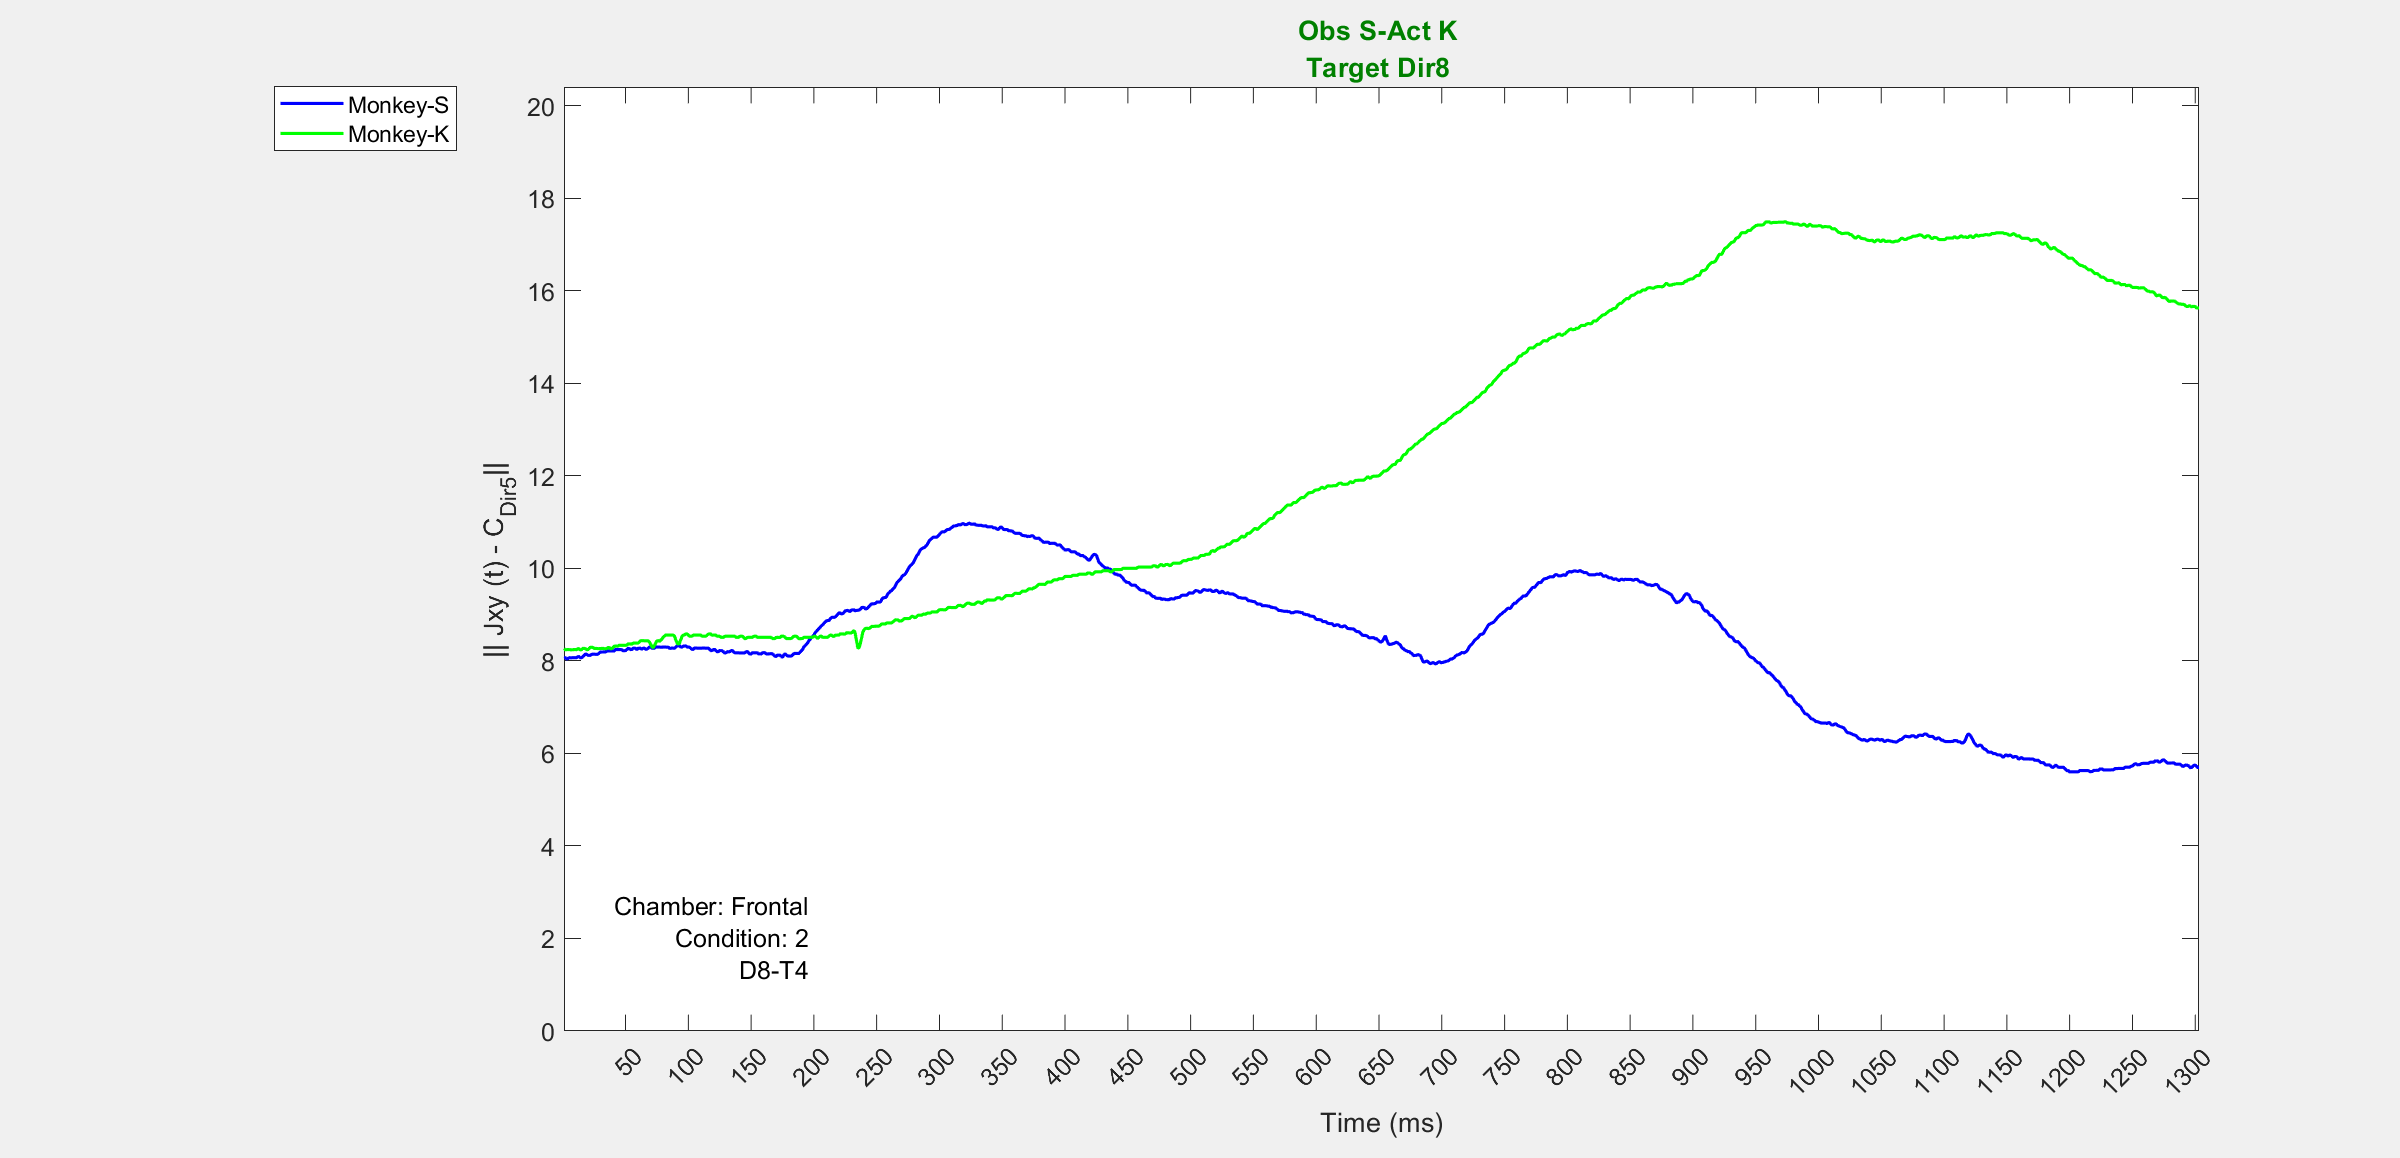 Obs S-Act K
Target Dir8
Monkey-S
Monkey-K
20
18
16
14
12
10
8
6
4
2
0
|| Jxy (t) - C_Dir5||
Chamber: Frontal
Condition: 2
D8-T4
50 100 150 200 250 300 350 400 450 500 550 600 650 700 750 800 850 900 950 1000 1050 1100 1150 1200 1250 1300
Time (ms)